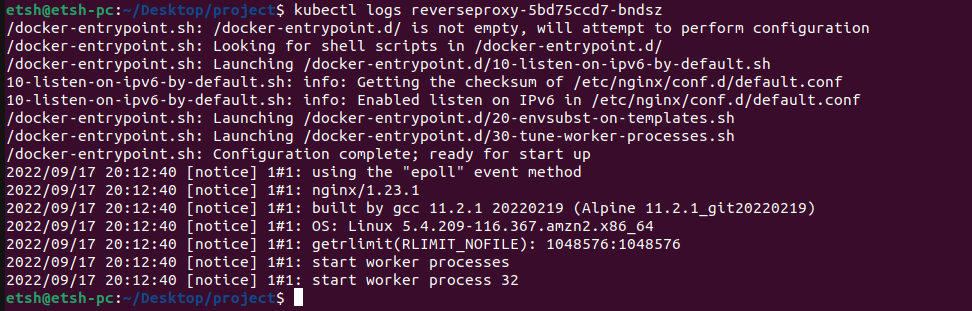 etsh@etsh-pc:~/Desktop/project$ kubectl logs reverseproxy-5bd75ccd7-bndsz
/docker-entrypoint.sh: /docker-entrypoint.d/ is not empty, will attempt to perform configuration
/docker-entrypoint.sh: Looking for shell scripts in /docker-entrypoint.d/
/docker-entrypoint.sh: Launching /docker-entrypoint.d/10-listen-on-ipv6-by-default.sh
10-listen-on-ipv6-by-default.sh: info: Getting the checksum of /etc/nginx/conf.d/default.conf
10-listen-on-ipv6-by-default.sh: info: Enabled listen on IPv6 in /etc/nginx/conf.d/default.conf
/docker-entrypoint.sh: Launching /docker-entrypoint.d/20-envsubst-on-templates.sh
/docker-entrypoint.sh: Launching /docker-entrypoint.d/30-tune-worker-processes.sh
/docker-entrypoint.sh: Configuration complete; ready for start up
2022/09/17 20:12:40 [notice] 1#1: using the "epoll" event method
2022/09/17 20:12:40 [notice] 1#1: nginx/1.23.1
2022/09/17 20:12:40 [notice] 1#1: built by gcc 11.2.1 20220219 (Alpine 11.2.1_git20220219)
2022/09/17 20:12:40 [notice] 1#1: OS: Linux 5.4.209-116.367.amzn2.x86_64
2022/09/17 20:12:40 [notice] 1#1: getrlimit(RLIMIT_NOFILE): 1048576:1048576
2022/09/17 20:12:40 [notice] 1#1: start worker processes
2022/09/17 20:12:40 [notice] 1#1: start worker process 32
etsh@etsh-pc:~/Desktop/project$